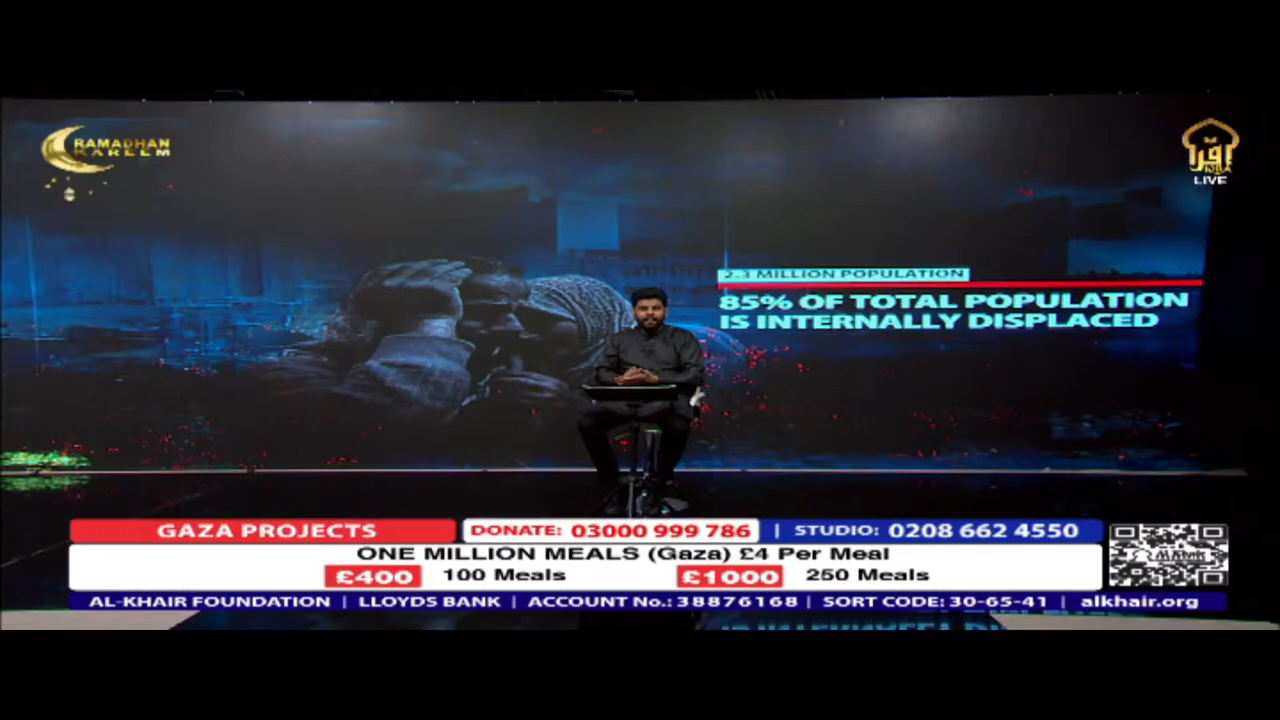 RAMADHAN
KAREEM
اقرأ
IQRA
LIVE
2.3 MILLION POPULATION
85% OF TOTAL POPULATION
IS INTERNALLY DISPLACED
GAZA PROJECTS
DONATE: 03000 999 786 | STUDIO: 0208 662 4550
ONE MILLION MEALS (Gaza) £4 Per Meal
£400 100 Meals £1000 250 Meals
AL-KHAIR FOUNDATION | LLOYDS BANK | ACCOUNT No.: 38876168 | SORT CODE: 30-65-41 | alkhair.org